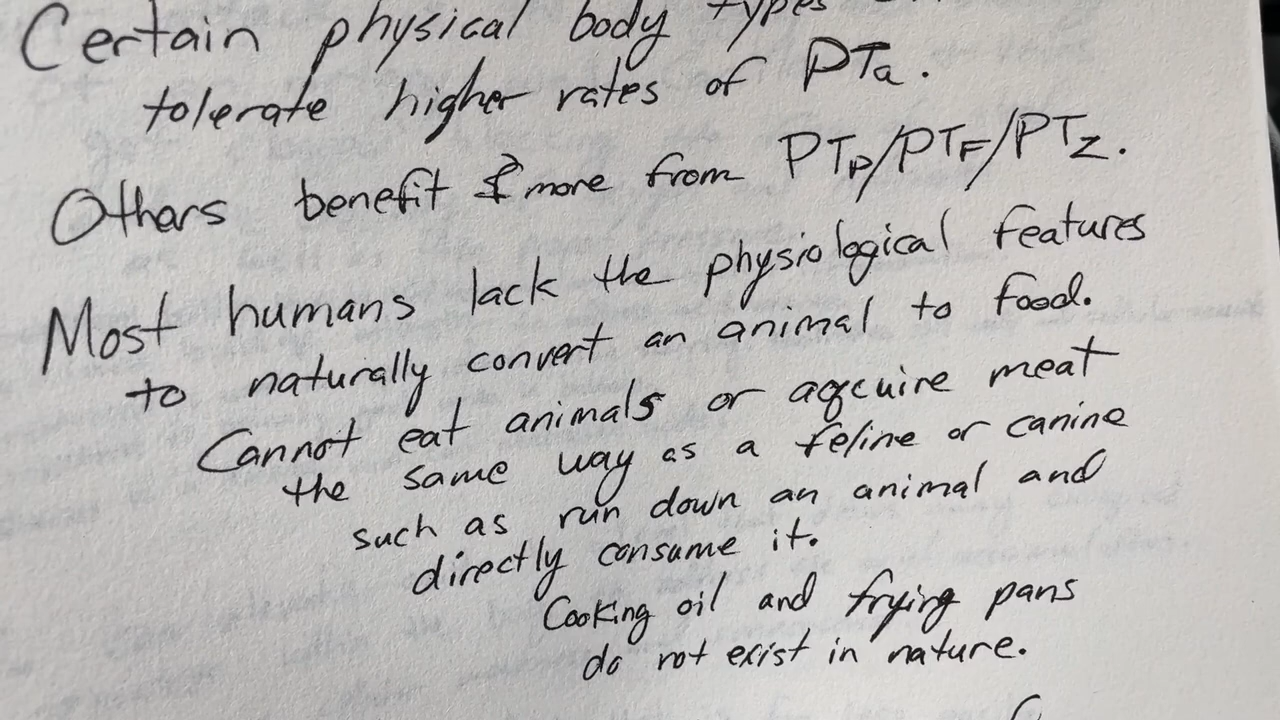 Certain physical body types
tolerate higher rates of PTa.
Others benefit more from PTP/PTF/PTZ.
Most humans lack the physiological features
to naturally convert an animal to food.
Cannot eat animals or aqcuire meat
the same way as a feline or canine
such as run down an animal and
directly consume it.
Cooking oil and frying pans
do not exist in nature.